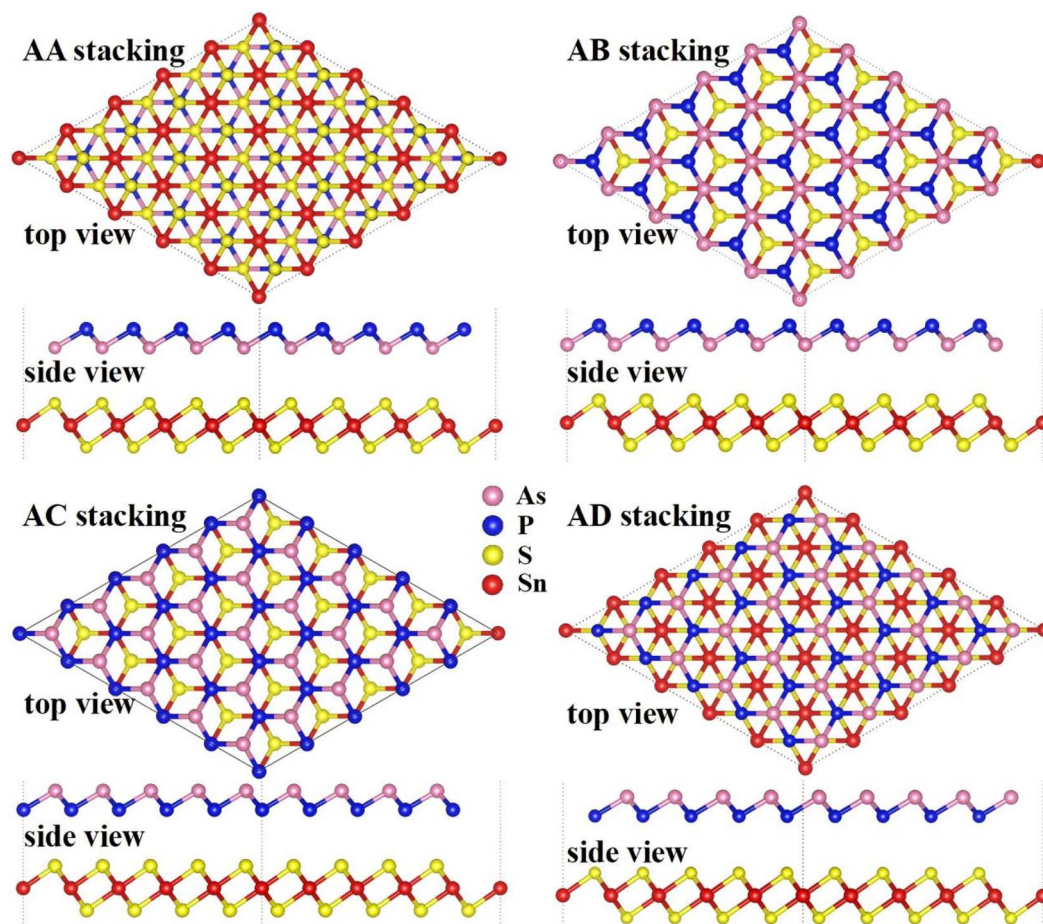 AA stacking
AB stacking
top view
top view
side view
side view
AC stacking
As
P
S
Sn
AD stacking
top view
top view
side view
side view